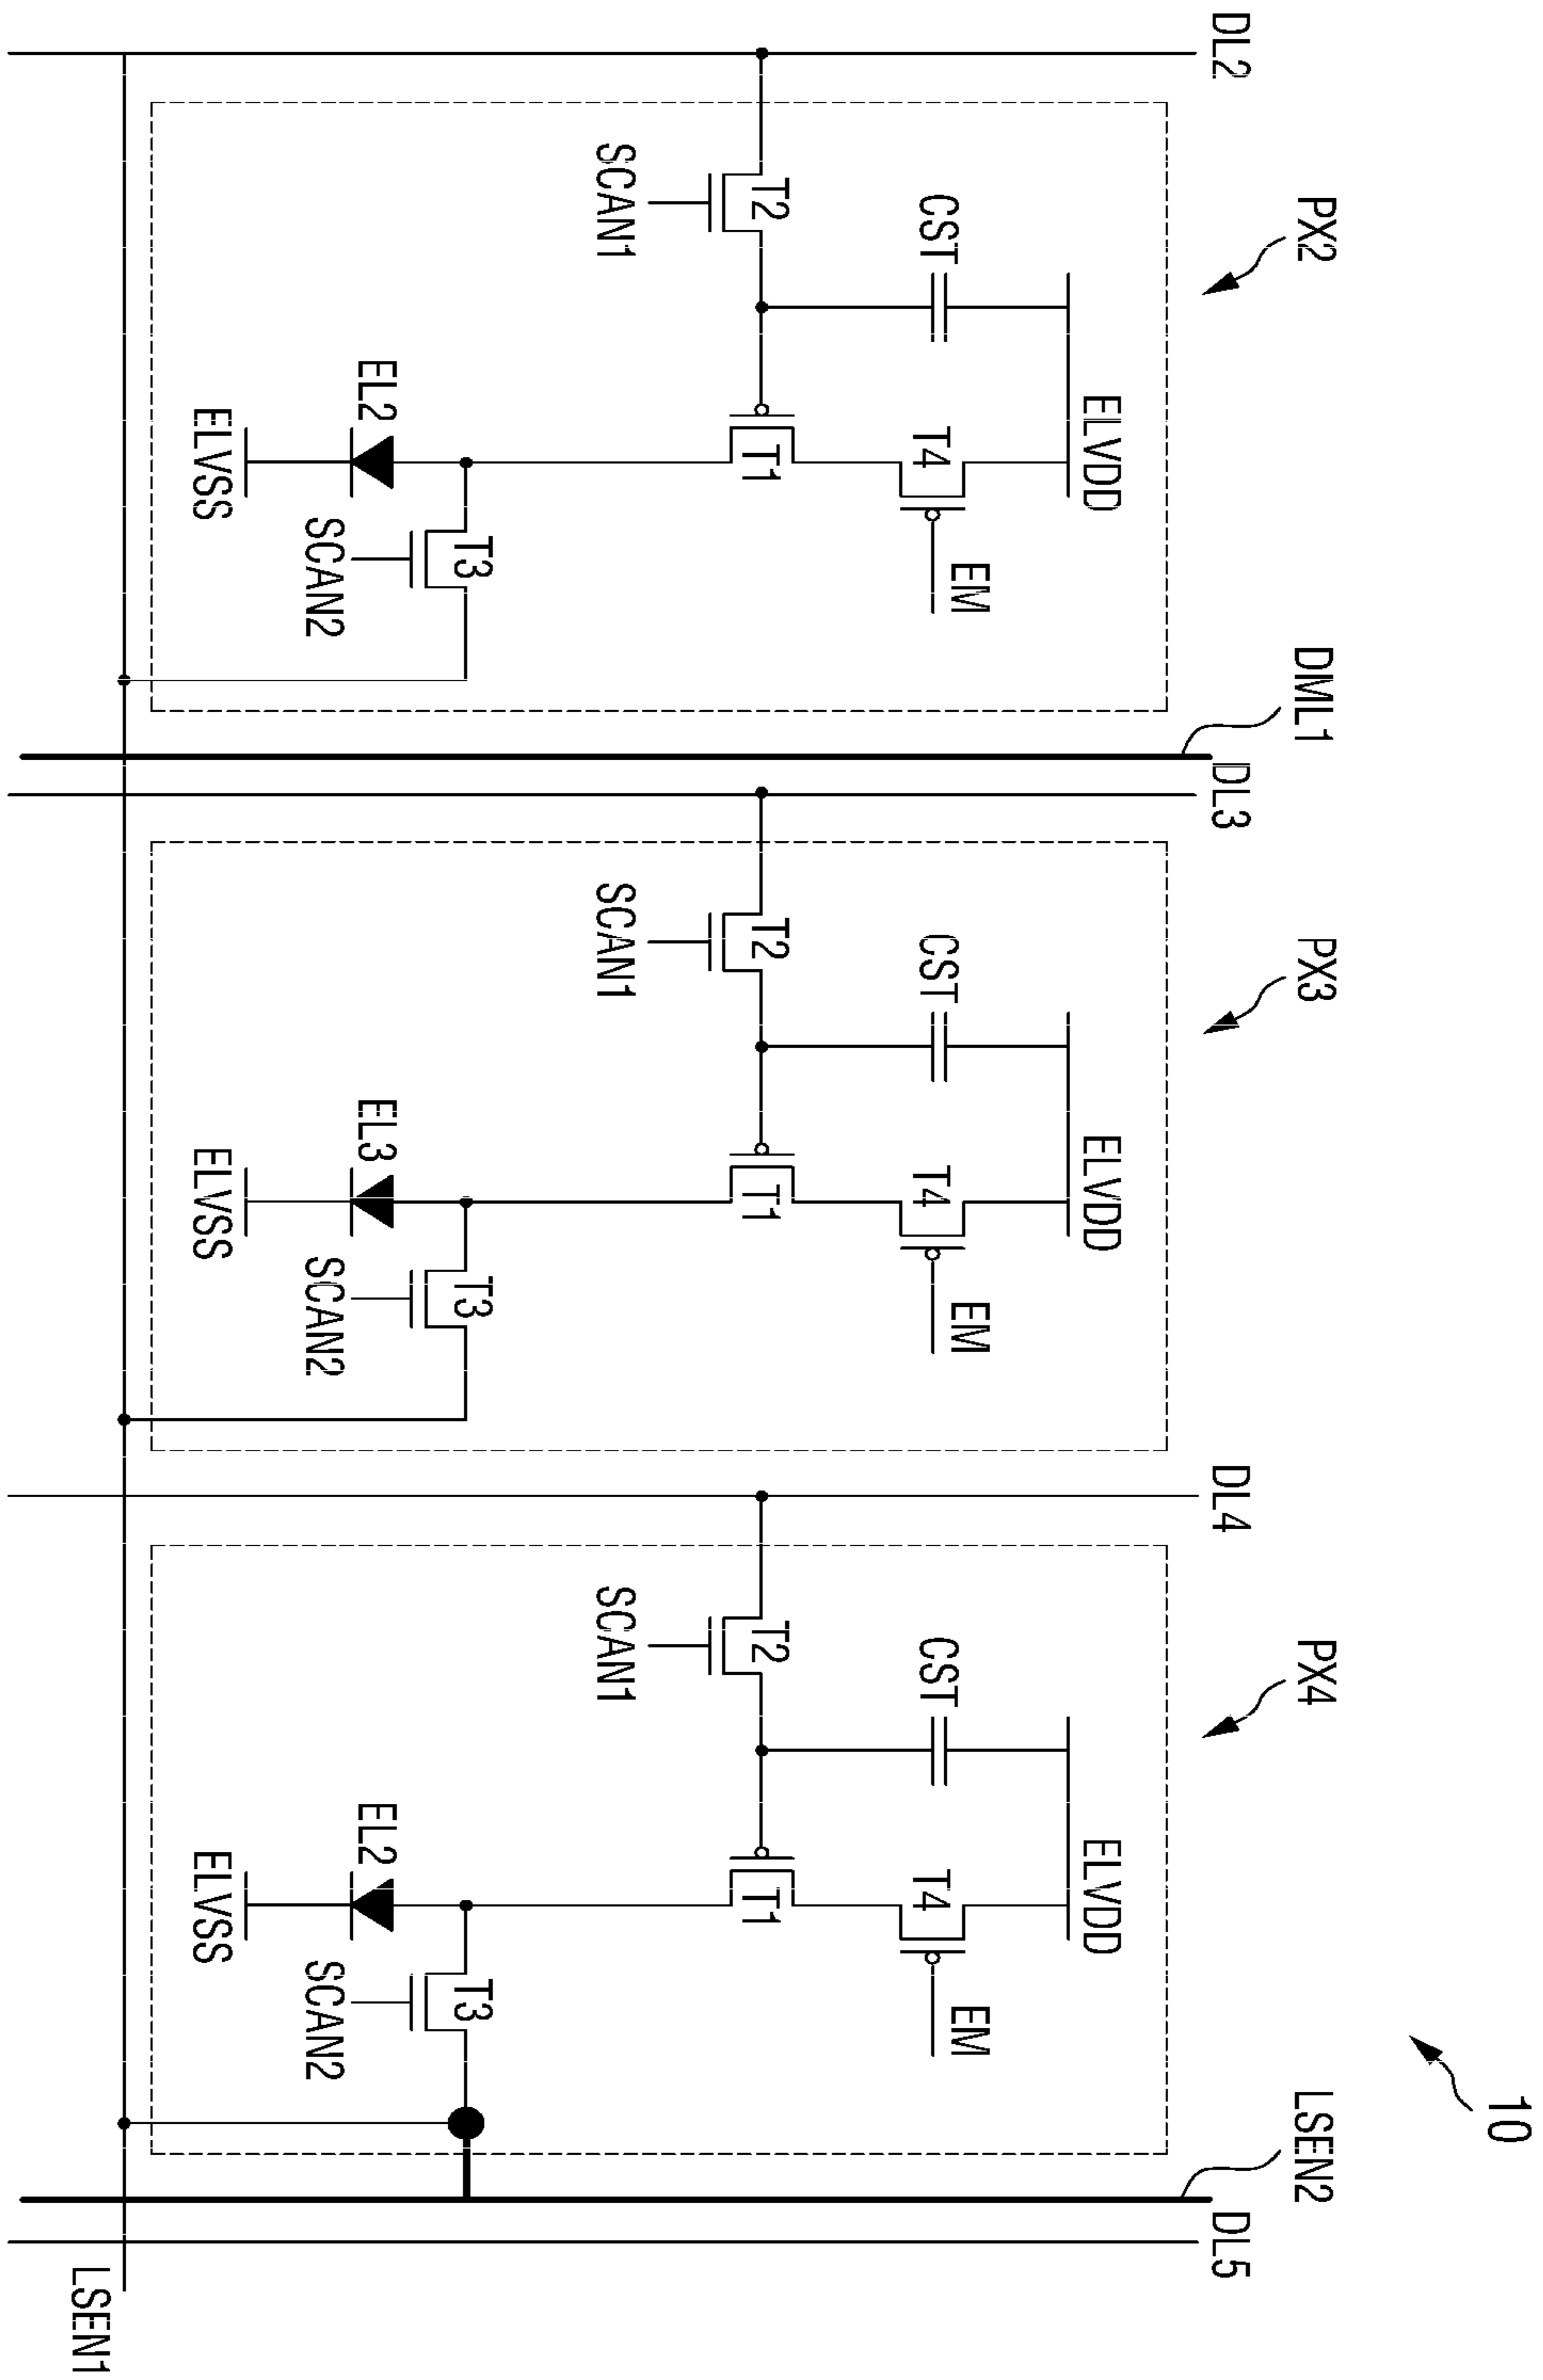 10
PX2
PX3
PX4
DML1
LSEN2
DL2
DL3
DL4
DL5
ELVDD
ELVDD
ELVDD
CST
T4
EM
CST
T4
EM
CST
T4
EM
T2
T1
T2
T1
T2
T1
SCAN1
SCAN1
SCAN1
T3
T3
T3
EL2
EL3
EL2
SCAN2
SCAN2
SCAN2
ELVSS
ELVSS
ELVSS
LSEN1